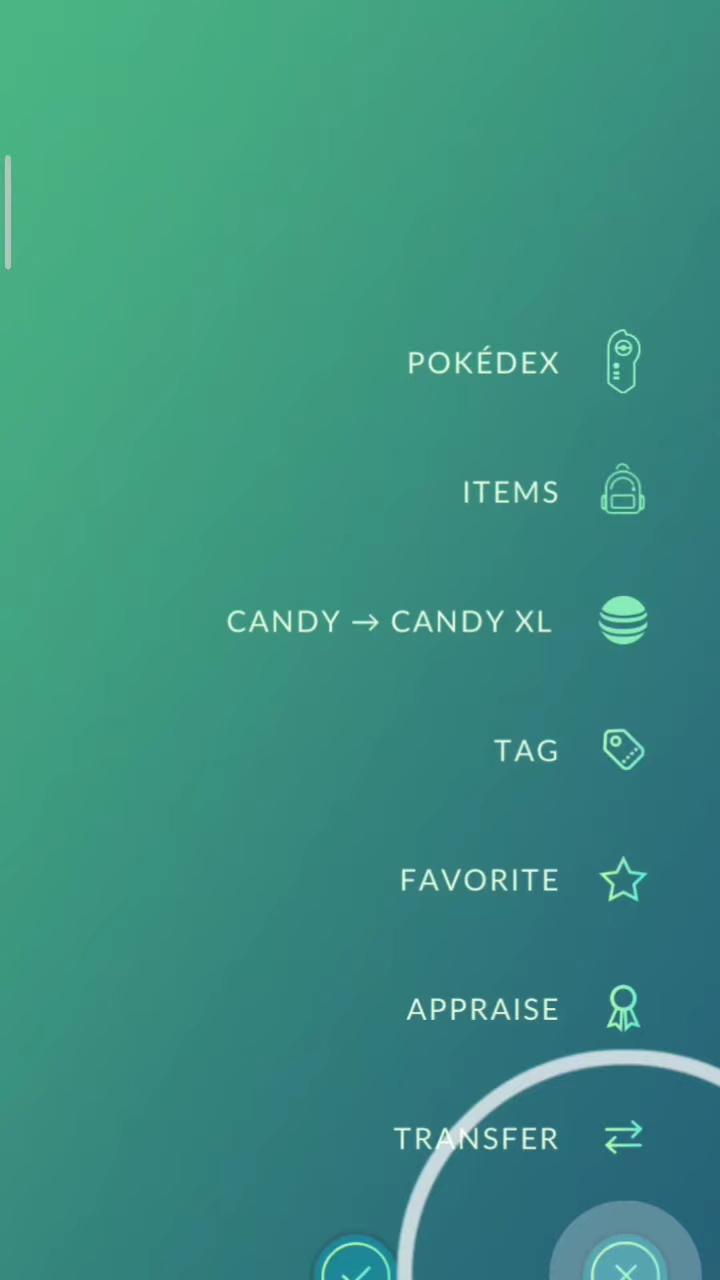 POKÉDEX
ITEMS
CANDY → CANDY XL
TAG
FAVORITE
APPRAISE
TRANSFER